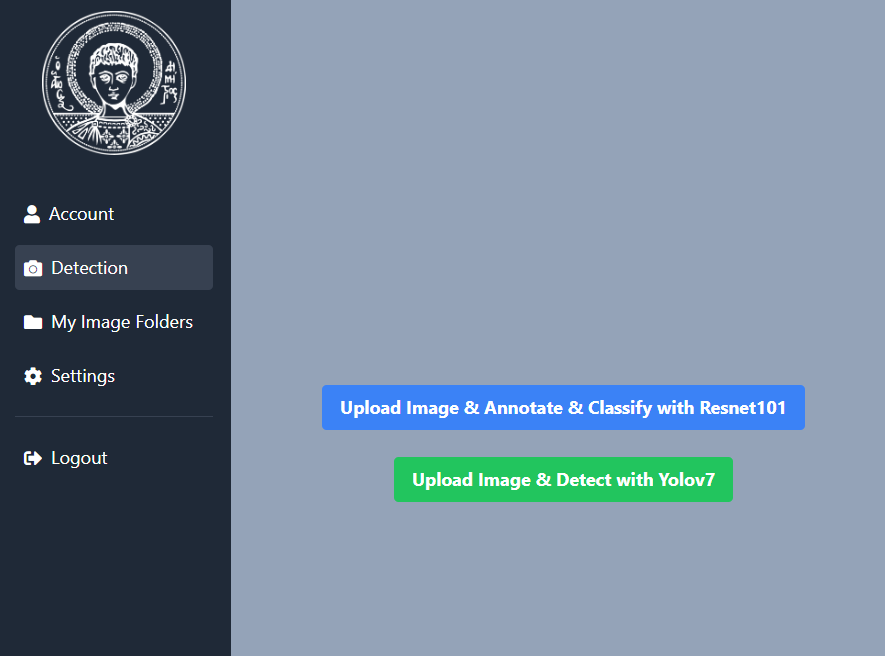 Account
Detection
My Image Folders
Settings
Logout
Upload Image & Annotate & Classify with Resnet101
Upload Image & Detect with Yolov7